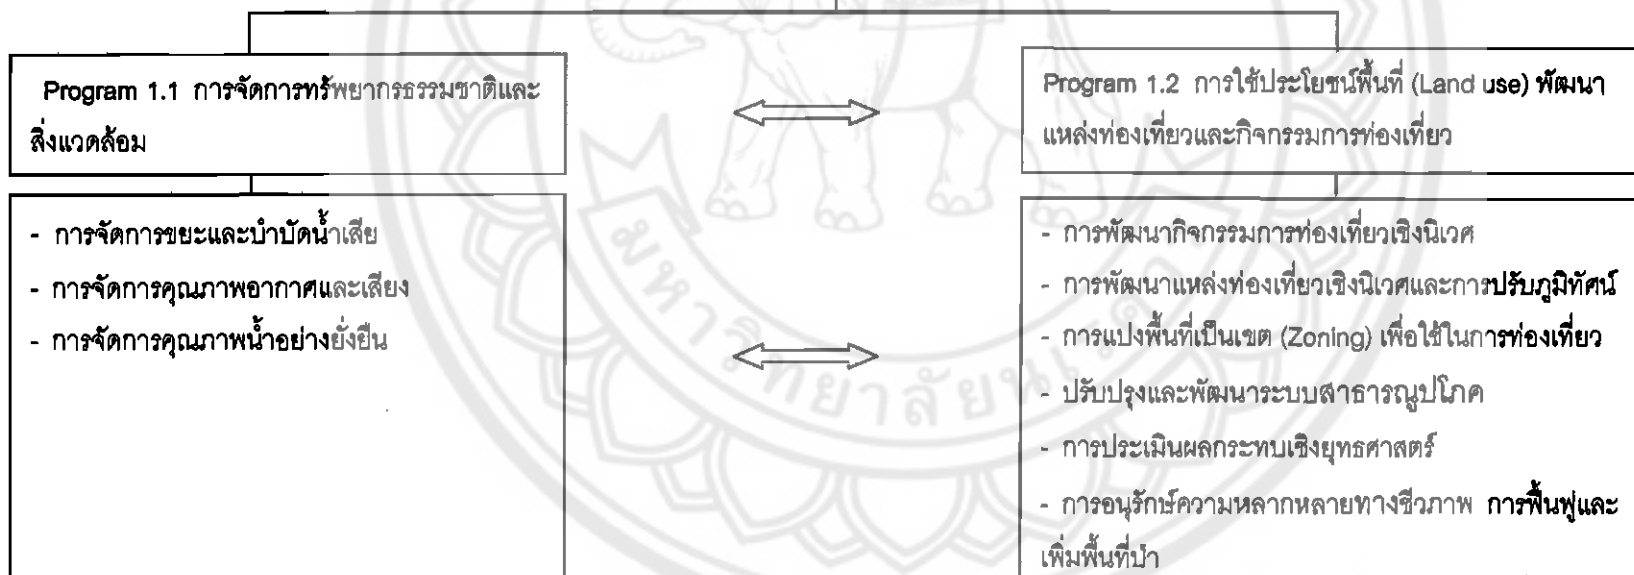 Program 1.1 การจัดการทรัพยากรธรรมชาติและ
สิ่งแวดล้อม
Program 1.2 การใช้ประโยชน์พื้นที่ (Land use) พัฒนา
แหล่งท่องเที่ยวและกิจกรรมการท่องเที่ยว
- การจัดการขยะและบำบัดน้ำเสีย
- การจัดการคุณภาพอากาศและเสียง
- การจัดการคุณภาพน้ำอย่างยั่งยืน
- การพัฒนากิจกรรมการท่องเที่ยวเชิงนิเวศ
- การพัฒนาแหล่งท่องเที่ยวเชิงนิเวศและการปรับภูมิทัศน์
- การแบ่งพื้นที่เป็นเขต (Zoning) เพื่อใช้ในการท่องเที่ยว
- ปรับปรุงและพัฒนาระบบสาธารณูปโภค
- การประเมินผลกระทบเชิงยุทธศาสตร์
- การอนุรักษ์ความหลากหลายทางชีวภาพ การฟื้นฟูและ
เพิ่มพื้นที่ป่า
มหาวิทยาลัยนเรศวร